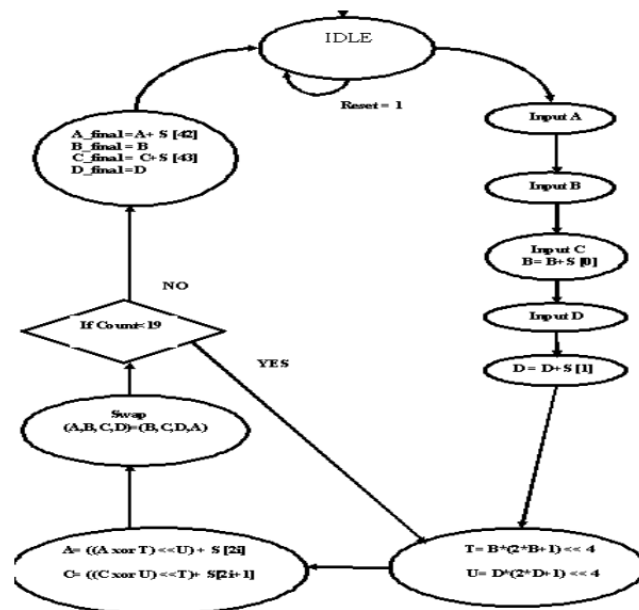 IDLE
Reset = 1
Input A
Input B
Input C
B= B+ S [0]
Input D
D = D+ S [1]
T= B*(2*B+1) << 4
U= D*(2*D+1) << 4
A= ((A xor T) <<U) + S [2i]
C= ((C xor U) <<T)+ S[2i+1]
Swap
(A,B,C,D)=(B,C,D,A)
If Count<19
YES
NO
A_final=A+ S [42]
B_final = B
C_final= C+S [43]
D_final=D